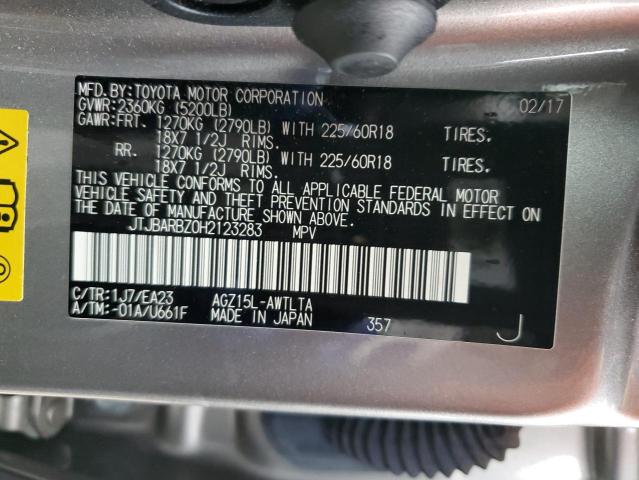 MFD.BY:TOYOTA MOTOR CORPORATION 02/17
GVWR:2360KG (5200LB)
GAWR:FRT. 1270KG (2790LB) WITH 225/60R18 TIRES.
18X7 1/2J RIMS.
RR. 1270KG (2790LB) WITH 225/60R18 TIRES.
18X7 1/2J RIMS.
THIS VEHICLE CONFORMS TO ALL APPLICABLE FEDERAL MOTOR
VEHICLE SAFETY AND THEFT PREVENTION STANDARDS IN EFFECT ON
THE DATE OF MANUFACTURE SHOWN ABOVE.
JTJBARBZ0H2123283 MPV
C/TR:1J7/EA23 AGZ15L-AWTLTA
A/TM:-01A/U661F MADE IN JAPAN 357 J